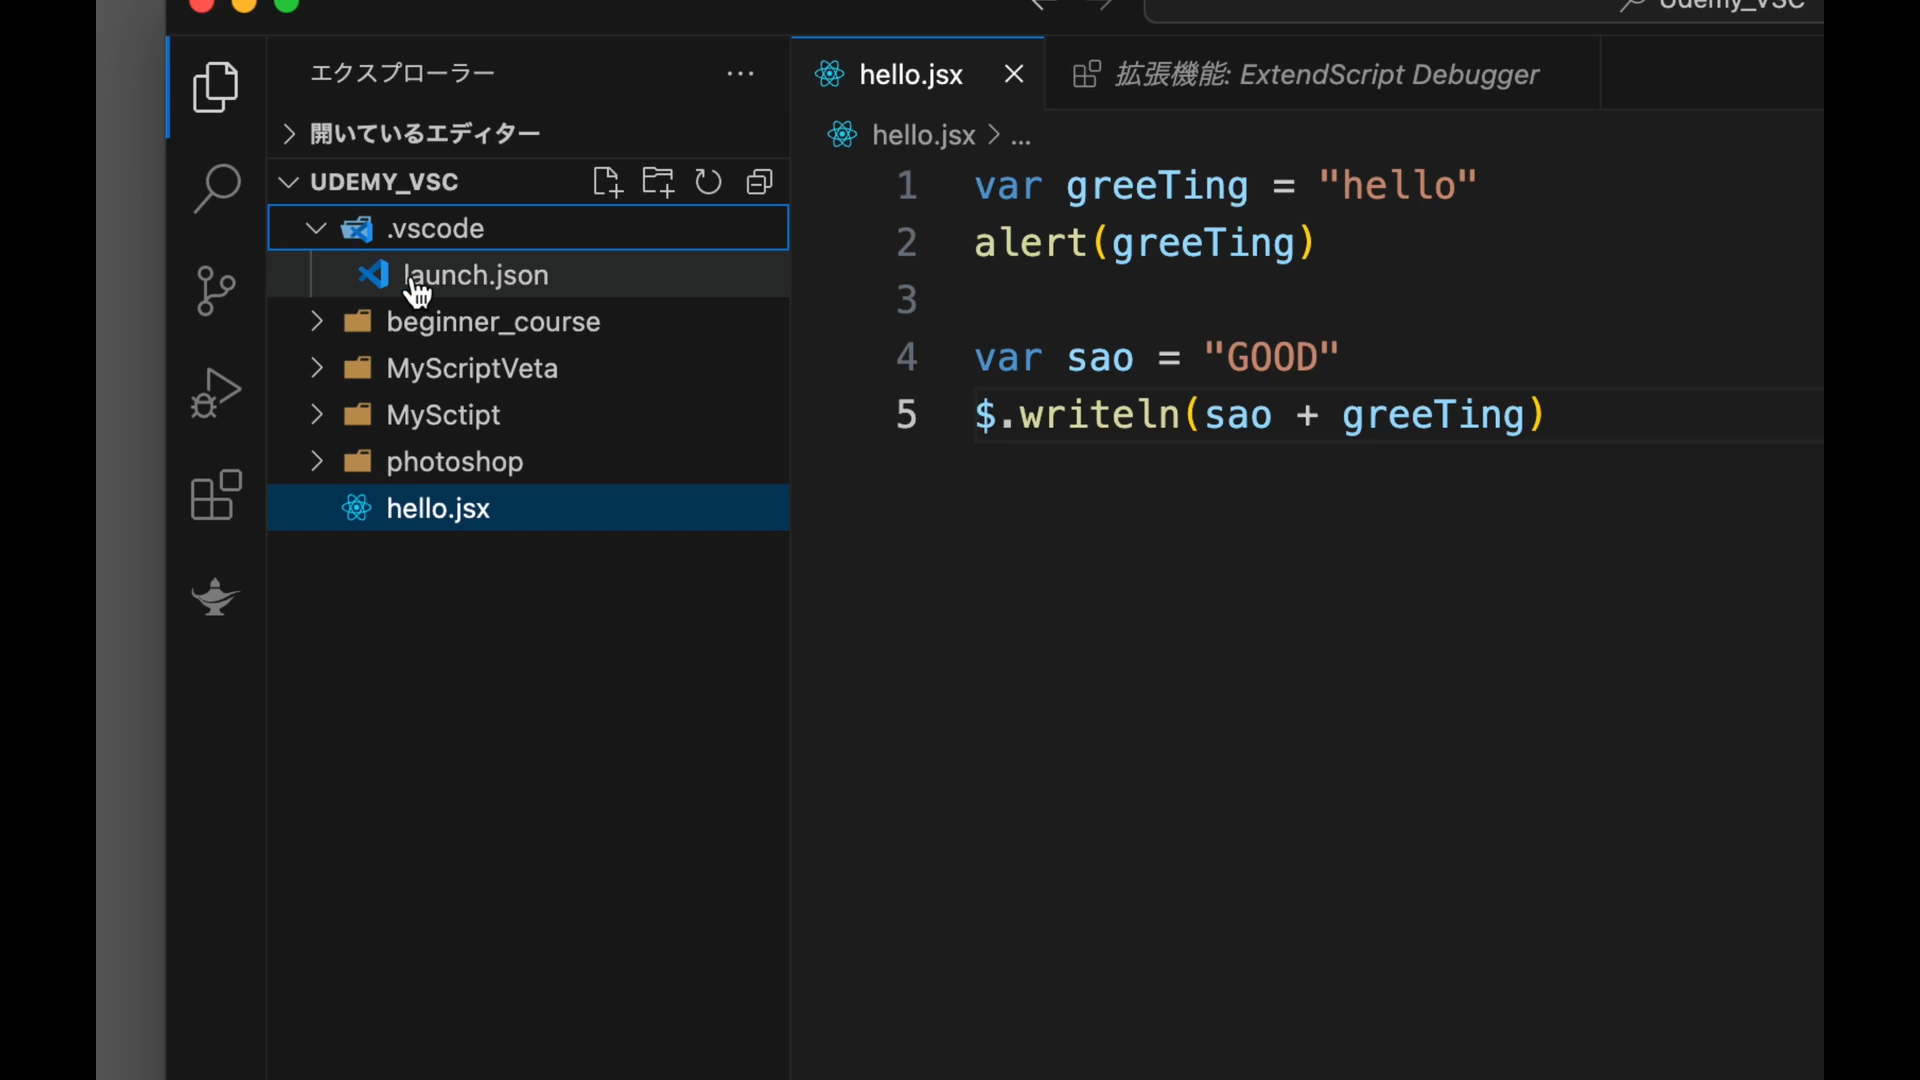 Udemy_VSC
エクスプローラー
hello.jsx
拡張機能: ExtendScript Debugger
開いているエディター
hello.jsx > ...
UDEMY_VSC
.vscode
launch.json
beginner_course
MyScriptVeta
MySctipt
photoshop
hello.jsx
1 var greeTing = "hello"
2 alert(greeTing)
3
4 var sao = "GOOD"
5 $.writeln(sao + greeTing)